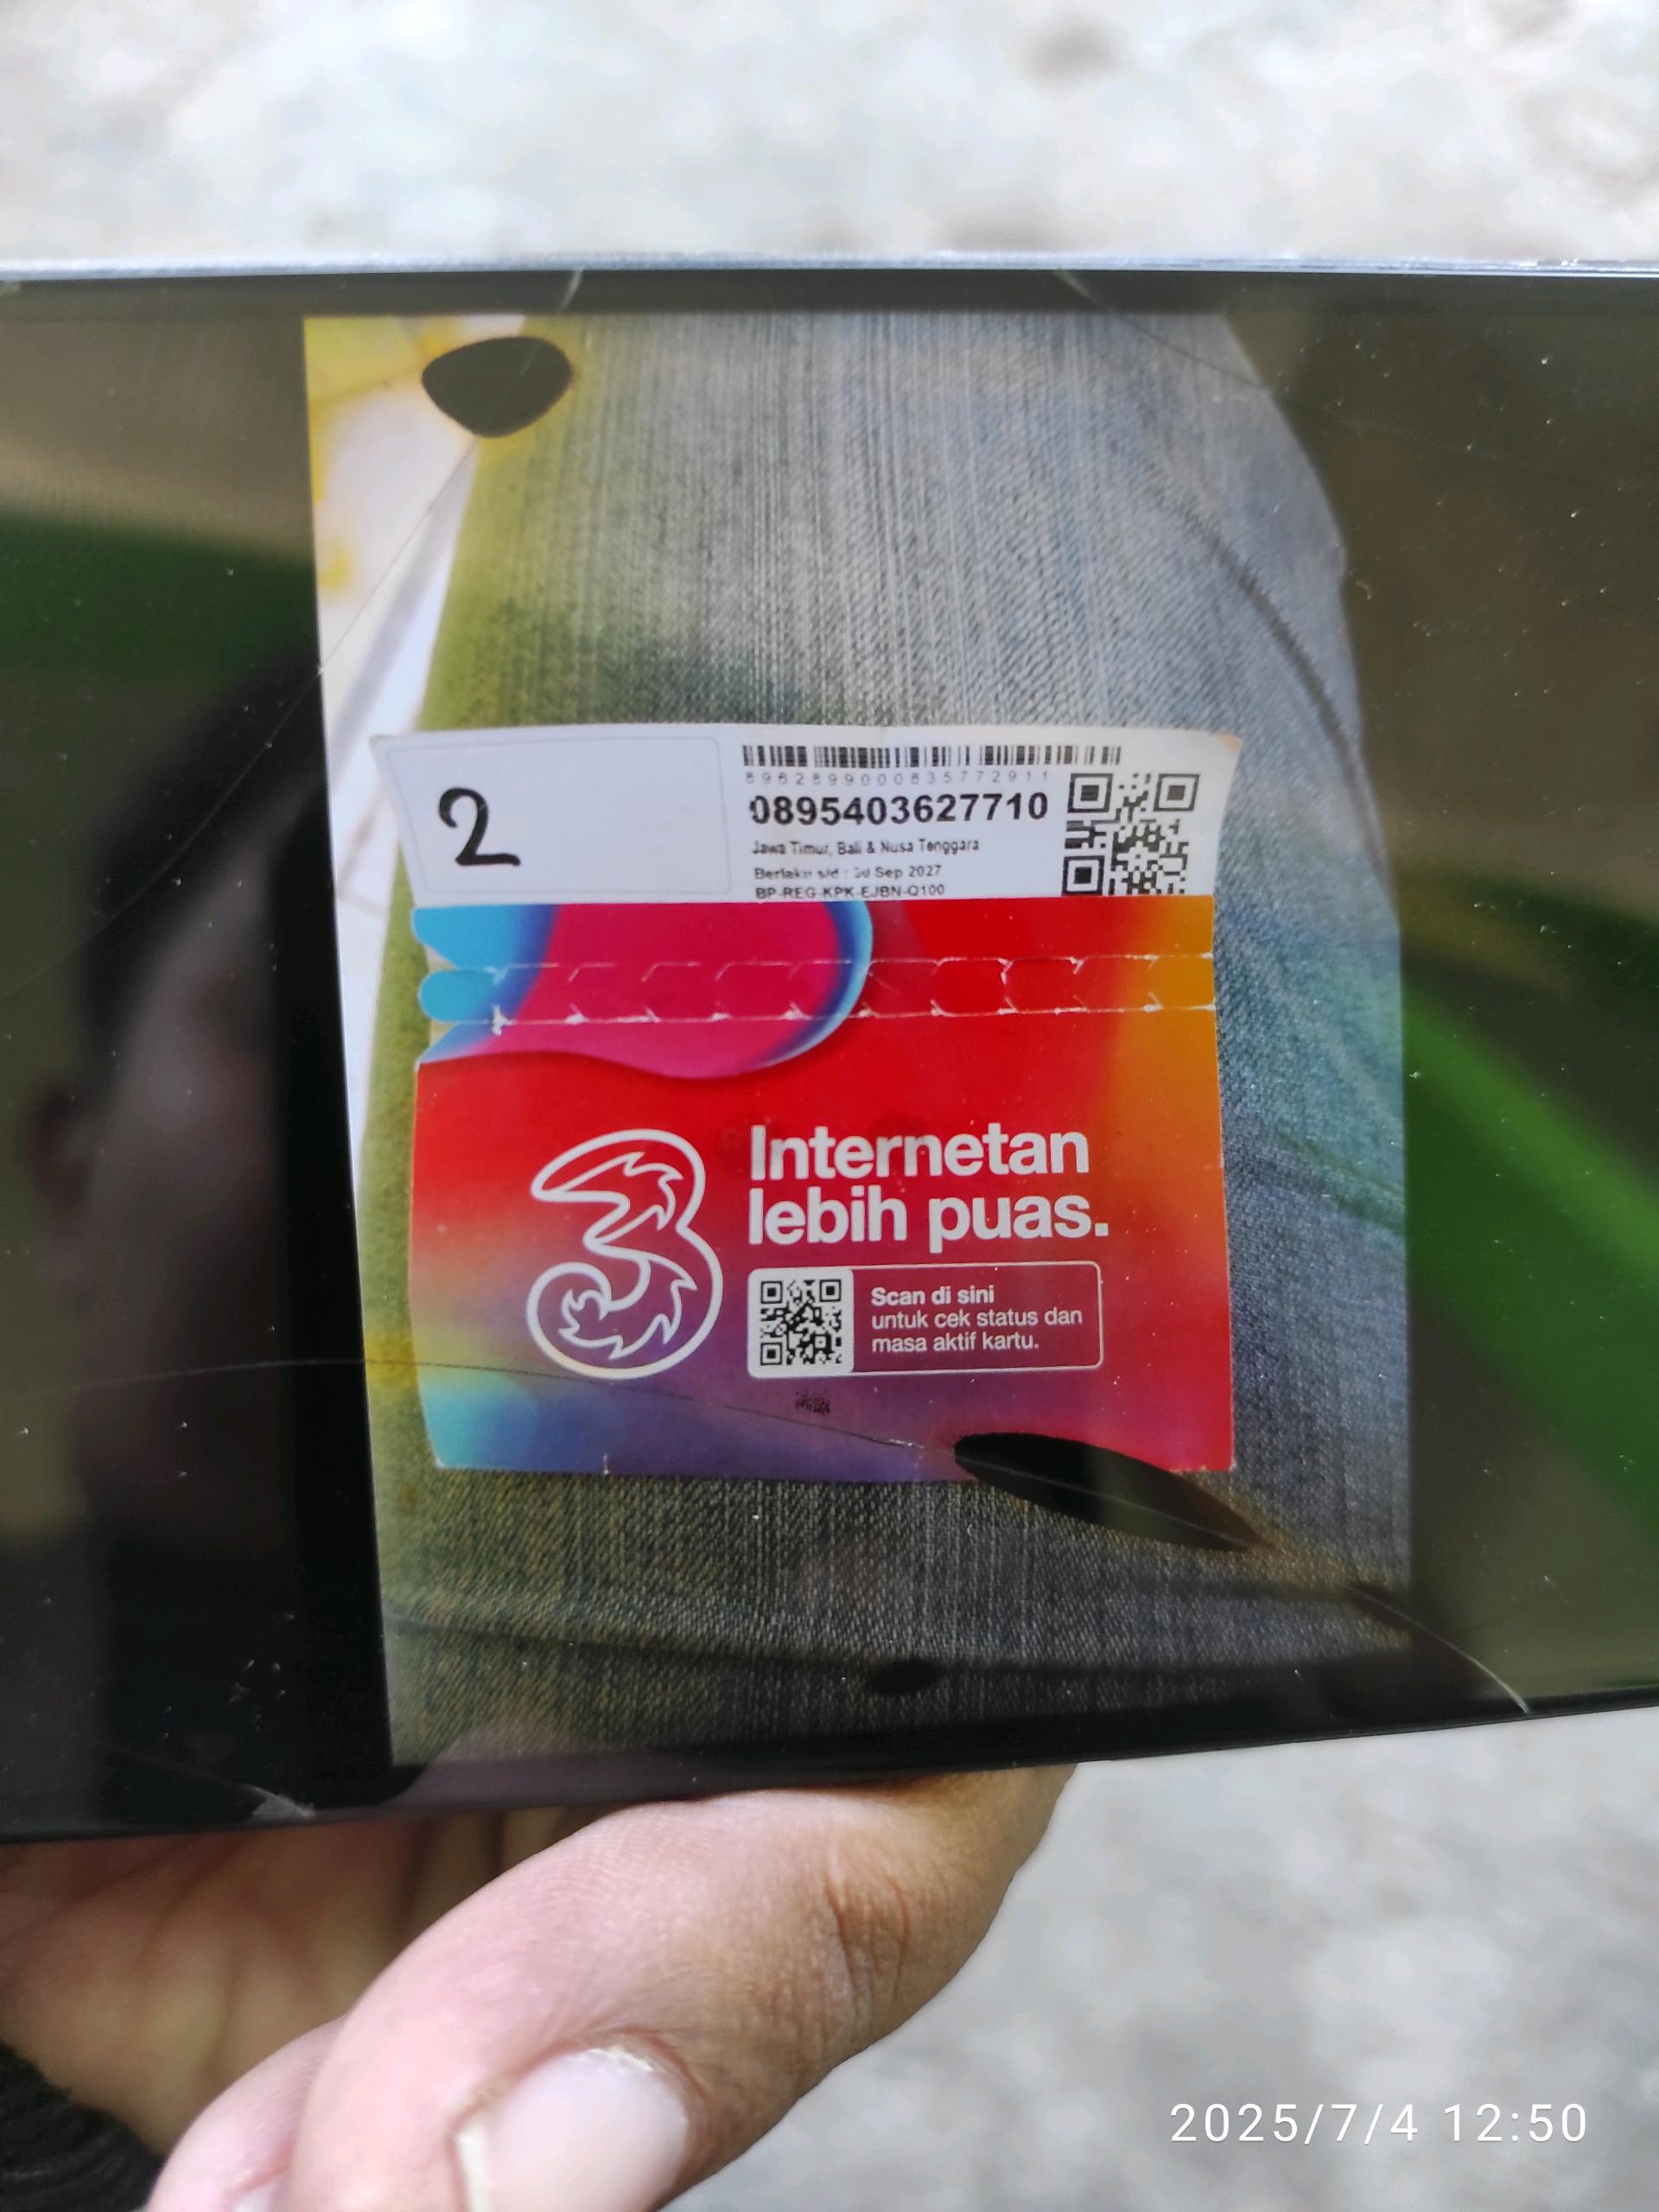 2
8962899000835772911
0895403627710
Jawa Timur, Bali & Nusa Tenggara
Berlaku s/d : 30 Sep 2027
BP-REG-KPK-EJBN-Q100
3
Internetan
lebih puas.
Scan di sini
untuk cek status dan
masa aktif kartu.
2025/7/4 12:50